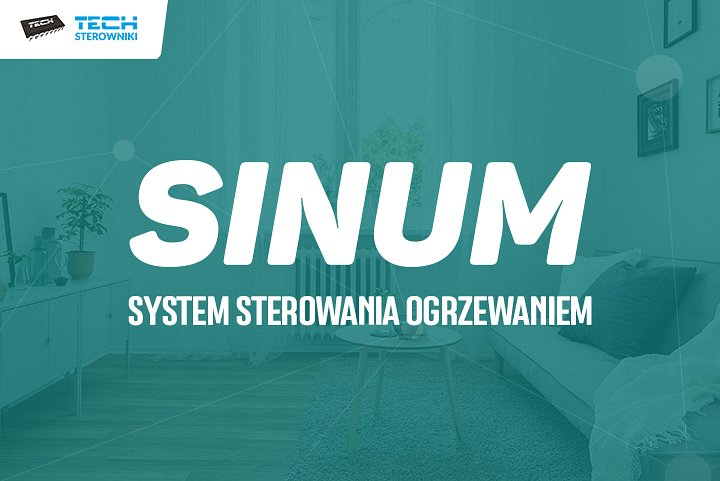 TECH
TECH
STEROWNIKI
SINUM
SYSTEM STEROWANIA OGRZEWANIEM